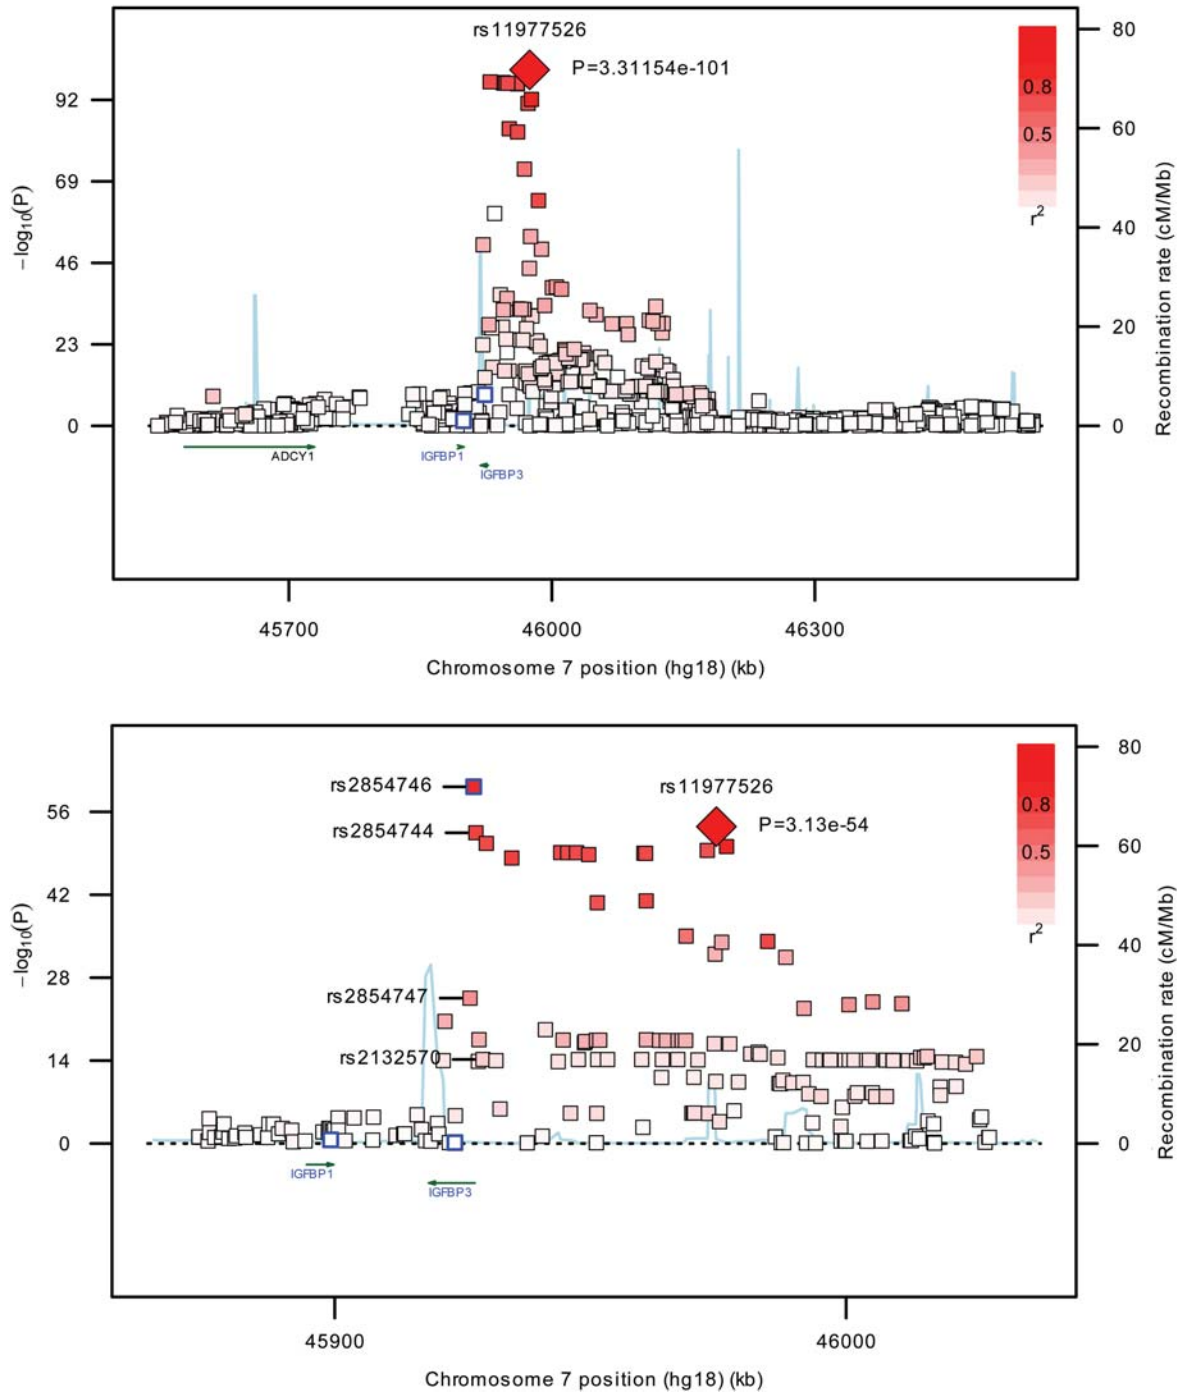 rs11977526
P=3.31154e-101
92
69
46
23
0
−log10(P)
80
60
40
20
0
Recombination rate (cM/Mb)
0.8
0.5
r2
ADCY1
IGFBP1
IGFBP3
45700
46000
46300
Chromosome 7 position (hg18) (kb)
rs2854746
rs2854744
rs2854747
rs2132570
rs11977526
P=3.13e-54
56
42
28
14
0
−log10(P)
80
60
40
20
0
Recombination rate (cM/Mb)
0.8
0.5
r2
IGFBP1
IGFBP3
45900
46000
Chromosome 7 position (hg18) (kb)